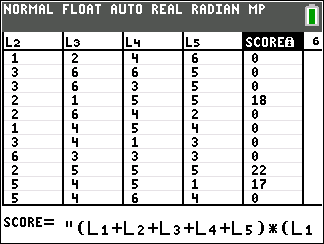 NORMAL FLOAT AUTO REAL RADIAN MP
L2 L3 L4 L5 SCORE 6
1 2 4 6 0
3 6 6 5 0
3 6 3 5 0
2 1 5 5 18
2 6 4 2 0
1 4 5 4 0
3 4 1 3 0
6 3 3 3 0
2 5 5 5 22
5 4 5 1 17
5 4 6 4 0
SCORE= "(L1+L2+L3+L4+L5)*(L1